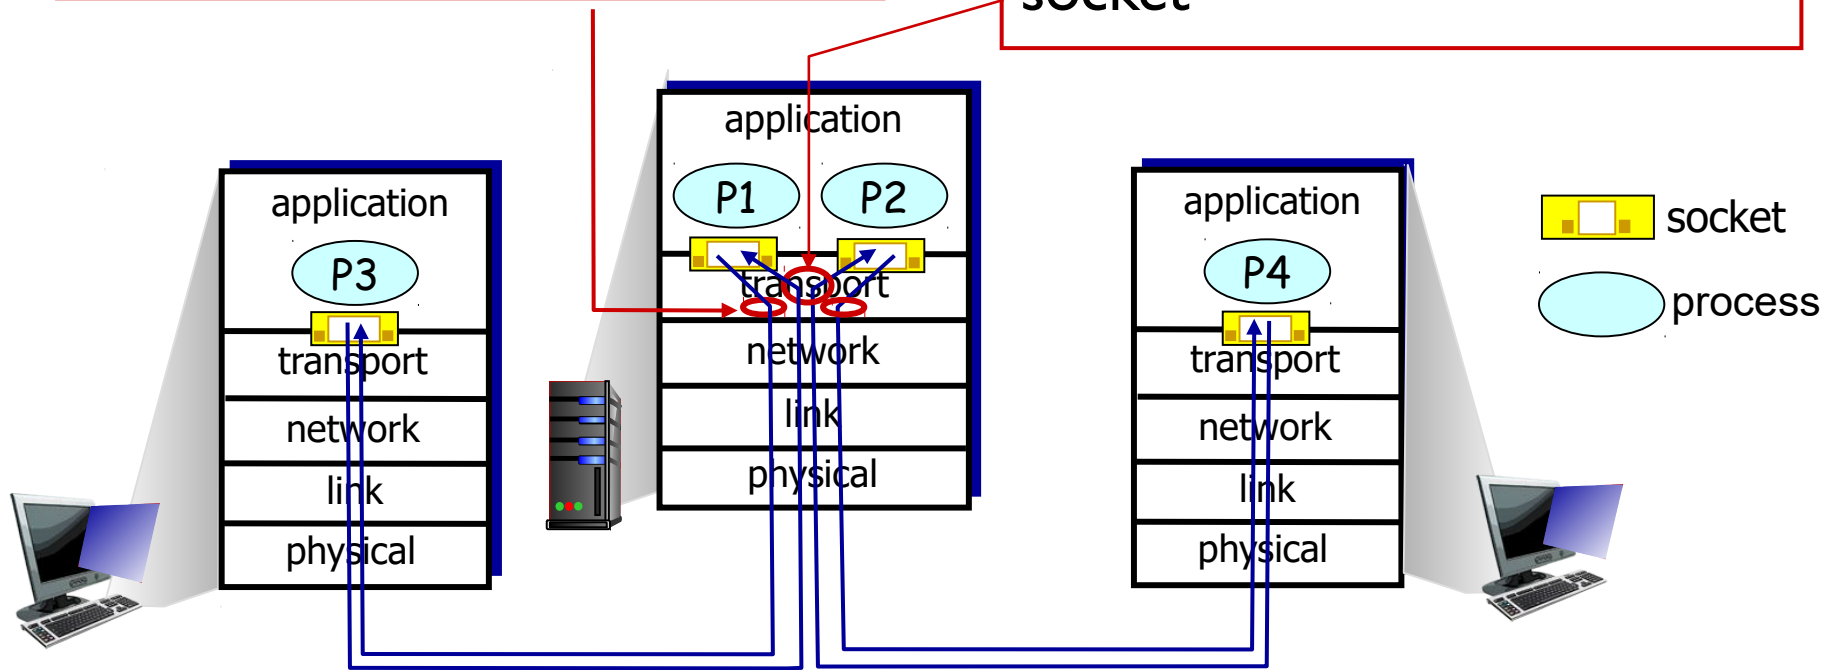 socket
application
P1
P2
transport
network
link
physical
application
P3
transport
network
link
physical
application
P4
transport
network
link
physical
socket
process